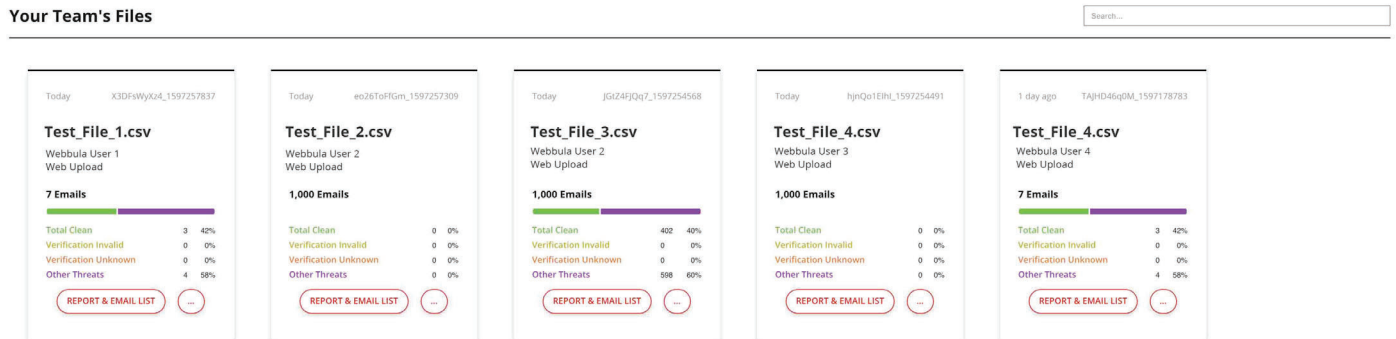 Your Team's Files
Search...
Today X3DFsWyXz4_1597257837
Test_File_1.csv
Webbula User 1
Web Upload
7 Emails
Total Clean 3 42%
Verification Invalid 0 0%
Verification Unknown 0 0%
Other Threats 4 58%
REPORT & EMAIL LIST ...
Today eo26ToFfGm_1597257309
Test_File_2.csv
Webbula User 2
Web Upload
1,000 Emails
Total Clean 0 0%
Verification Invalid 0 0%
Verification Unknown 0 0%
Other Threats 0 0%
REPORT & EMAIL LIST ...
Today JGtZ4FJQq7_1597254568
Test_File_3.csv
Webbula User 2
Web Upload
1,000 Emails
Total Clean 402 40%
Verification Invalid 0 0%
Verification Unknown 0 0%
Other Threats 598 60%
REPORT & EMAIL LIST ...
Today hjnQo1EIhI_1597254491
Test_File_4.csv
Webbula User 3
Web Upload
1,000 Emails
Total Clean 0 0%
Verification Invalid 0 0%
Verification Unknown 0 0%
Other Threats 0 0%
REPORT & EMAIL LIST ...
1 day ago TAJHD46q0M_1597178783
Test_File_4.csv
Webbula User 4
Web Upload
7 Emails
Total Clean 3 42%
Verification Invalid 0 0%
Verification Unknown 0 0%
Other Threats 4 58%
REPORT & EMAIL LIST ...